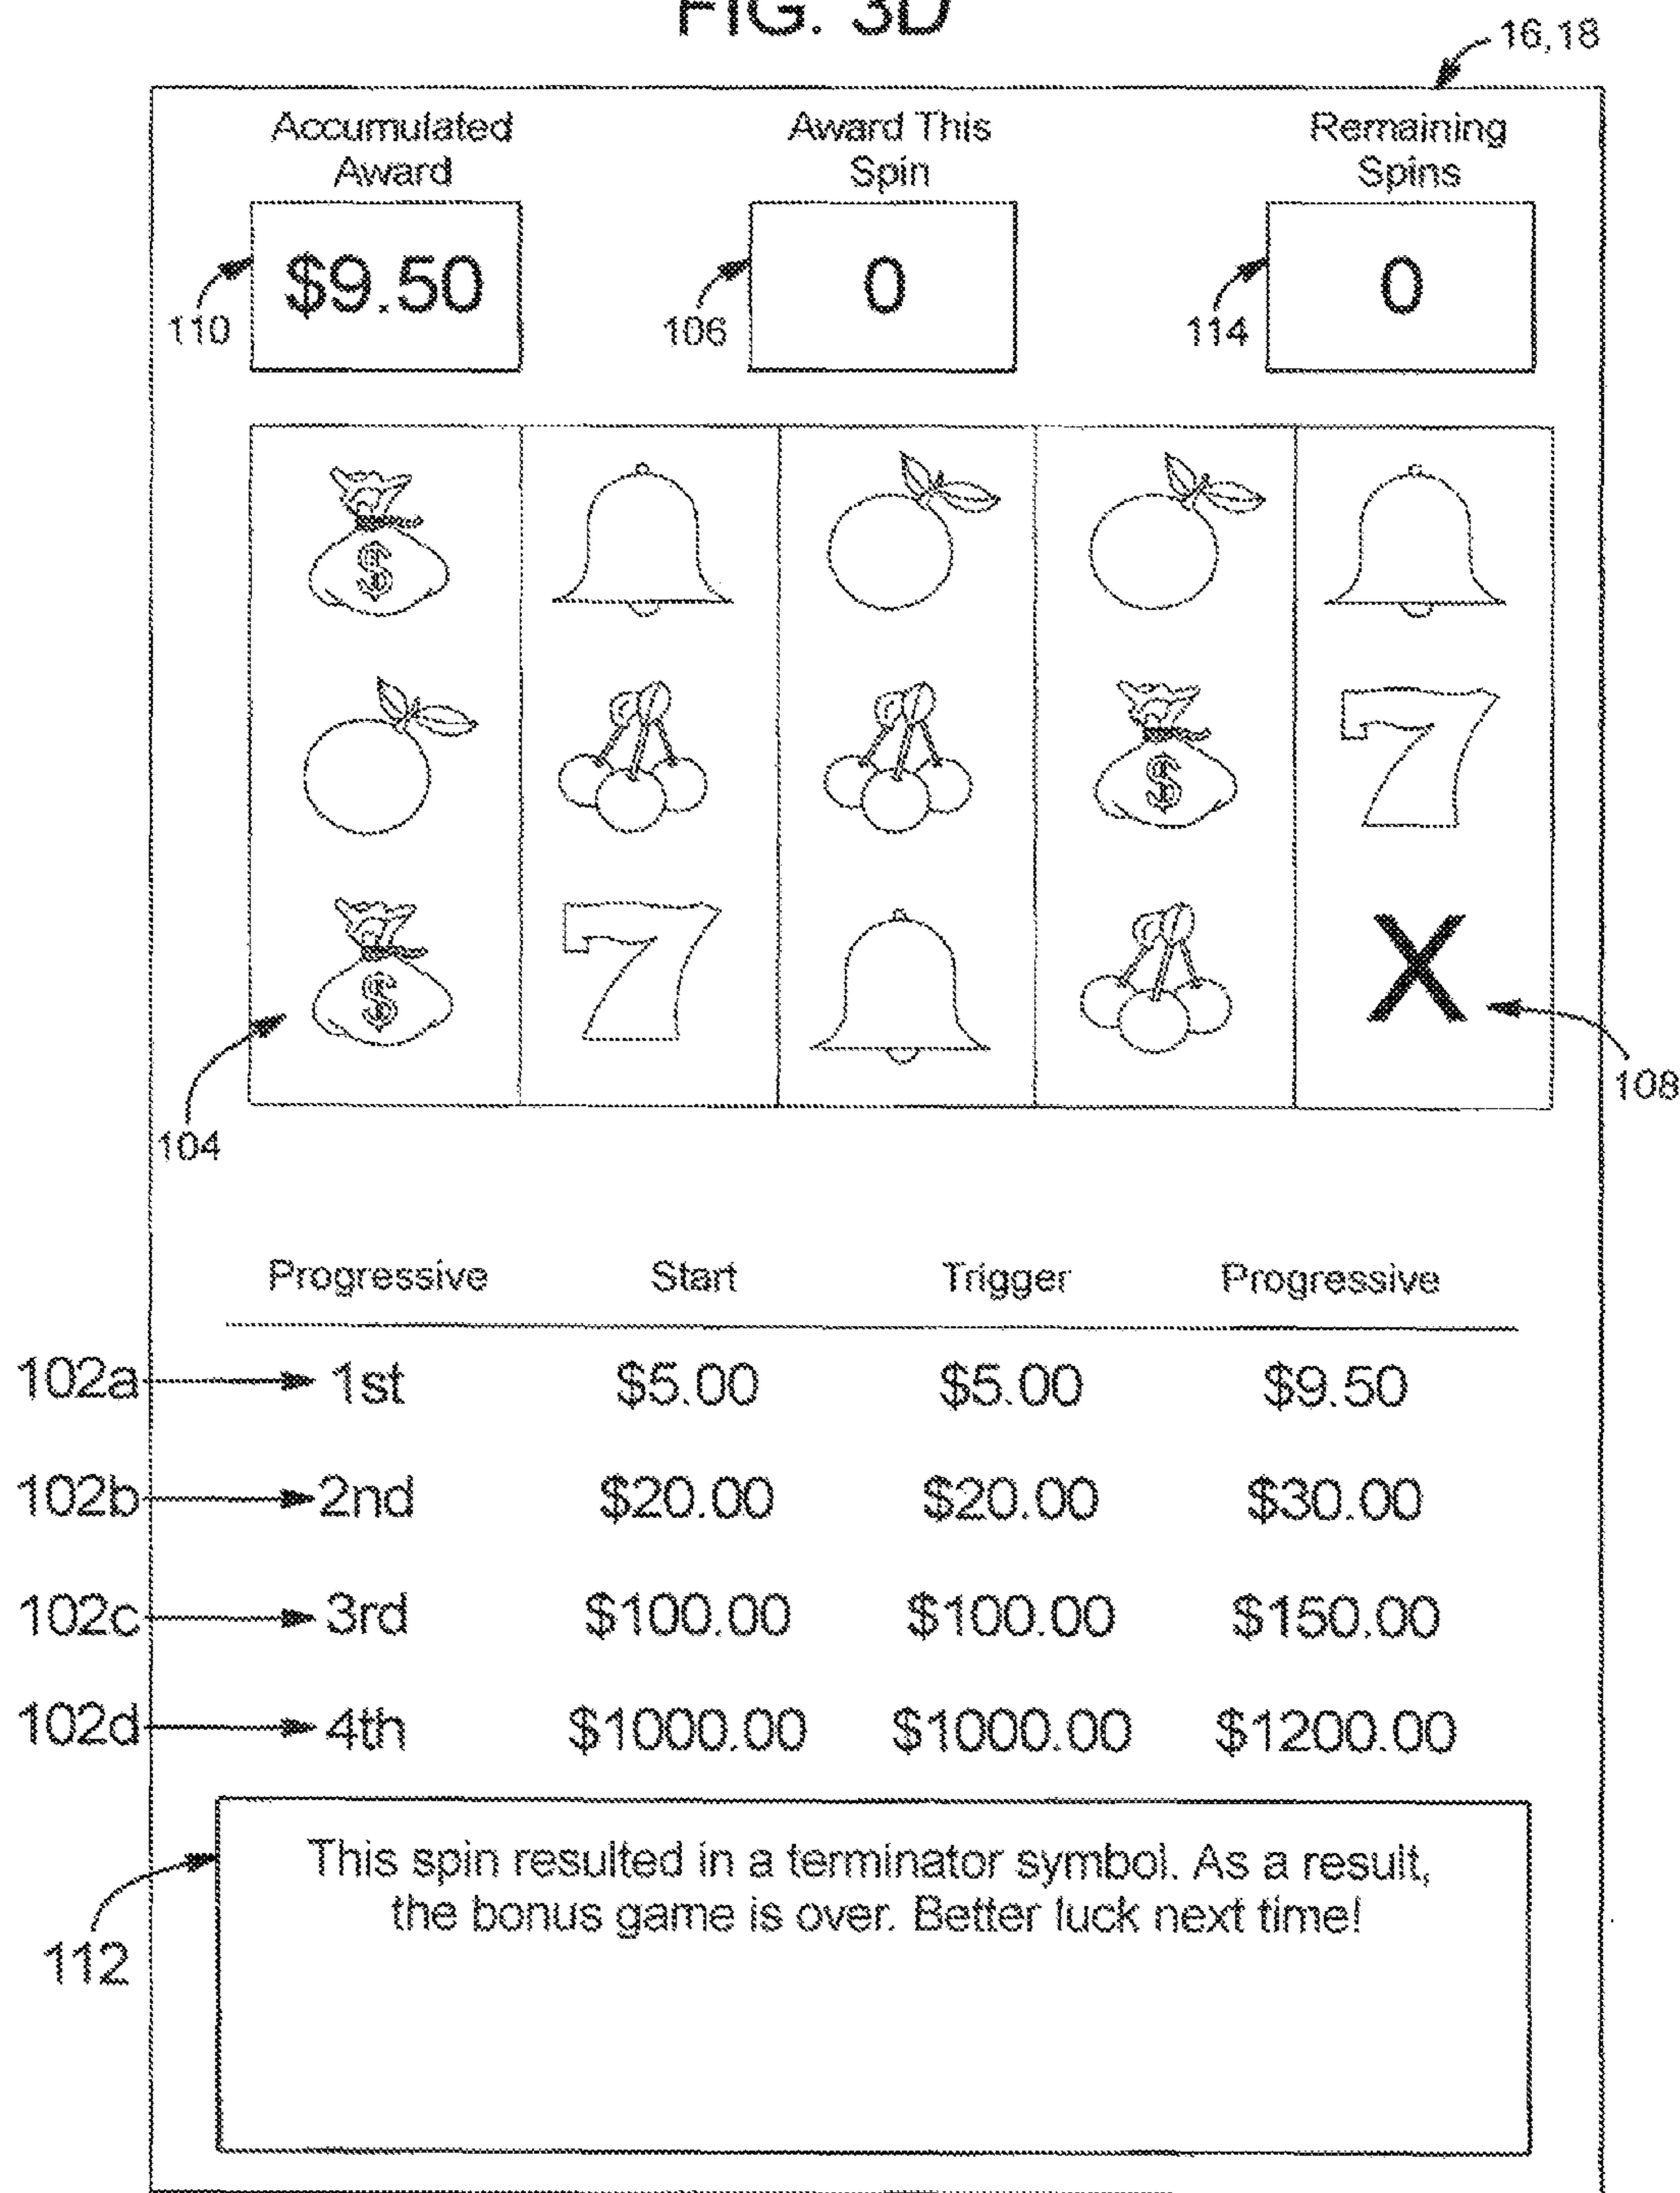 FIG. 3D
16,18
Accumulated Award This Remaining
Award Spin Spins
$9.50 0 0
110 106 114
$
$
7
$ 7 X
108
104
Progressive Start Trigger Progressive
102a 1st $5.00 $5.00 $9.50
102b 2nd $20.00 $20.00 $30.00
102c 3rd $100.00 $100.00 $150.00
102d 4th $1000.00 $1000.00 $1200.00
This spin resulted in a terminator symbol. As a result,
the bonus game is over. Better luck next time!
112